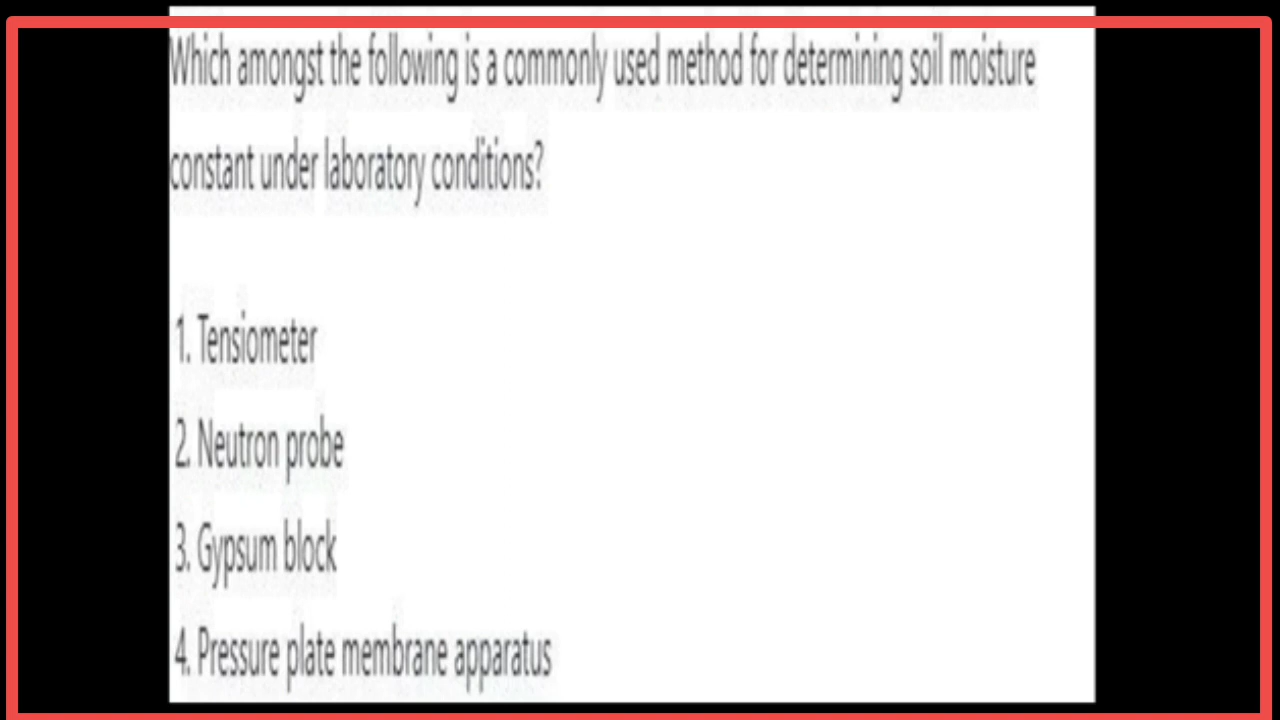 Which amongst the following is a commonly used method for determining soil moisture
constant under laboratory conditions?
1. Tensiometer
2. Neutron probe
3. Gypsum block
4. Pressure plate membrane apparatus